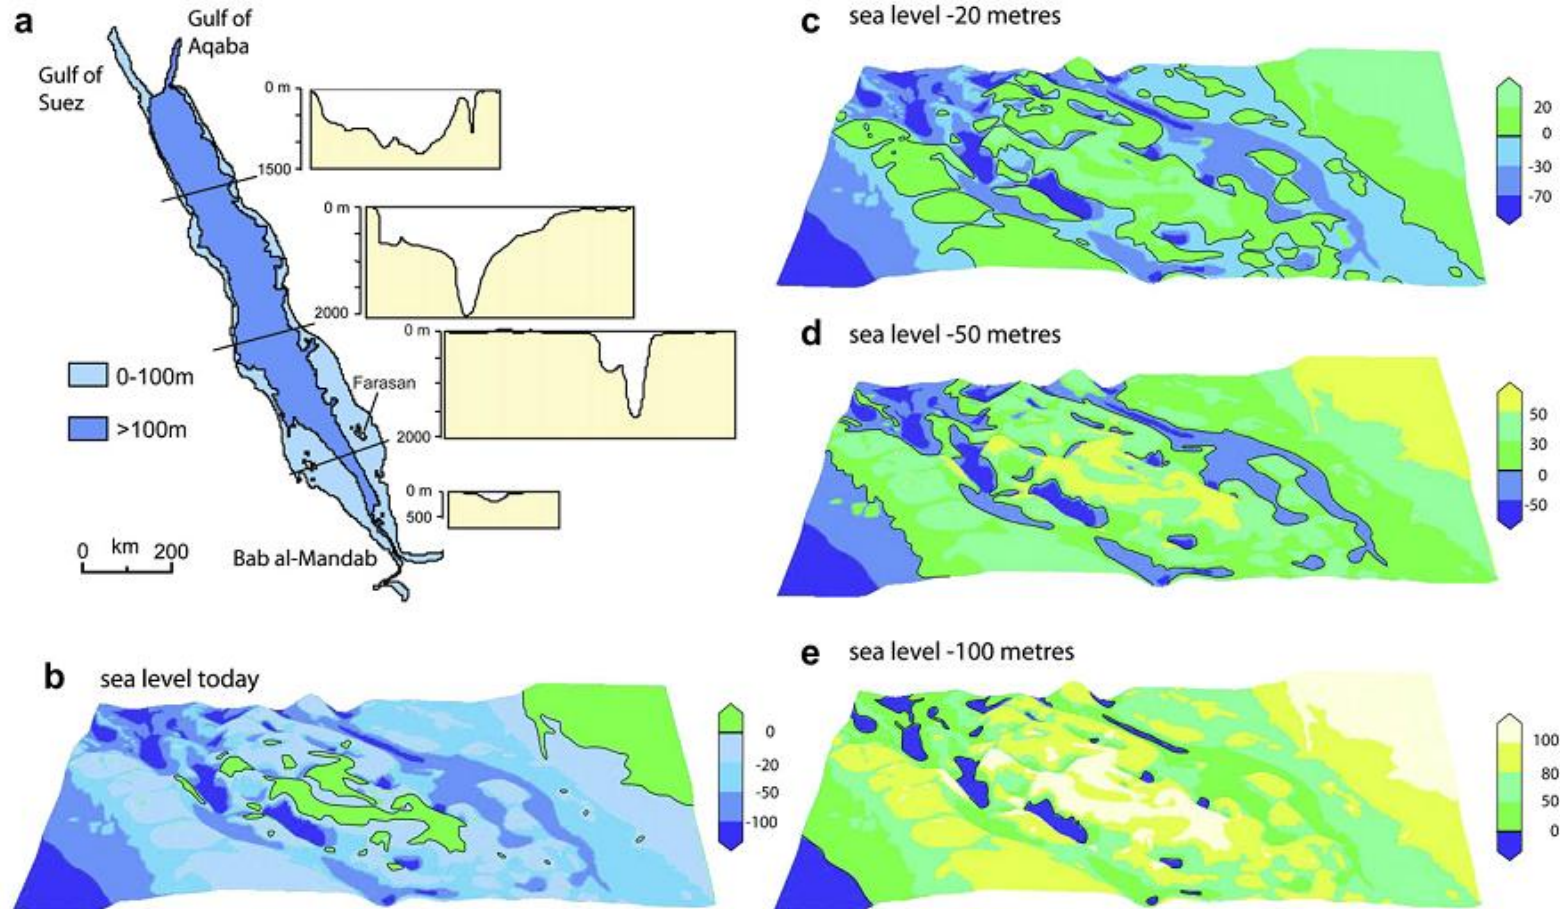 a
Gulf of
Aqaba
Gulf of
Suez
0 m
1500
0 m
2000
0 m
2000
0 m
500
0-100m
>100m
Farasan
0 km 200
Bab al-Mandab
b sea level today
0
-20
-50
-100
c sea level -20 metres
20
0
-30
-70
d sea level -50 metres
50
30
0
-50
e sea level -100 metres
100
80
50
0